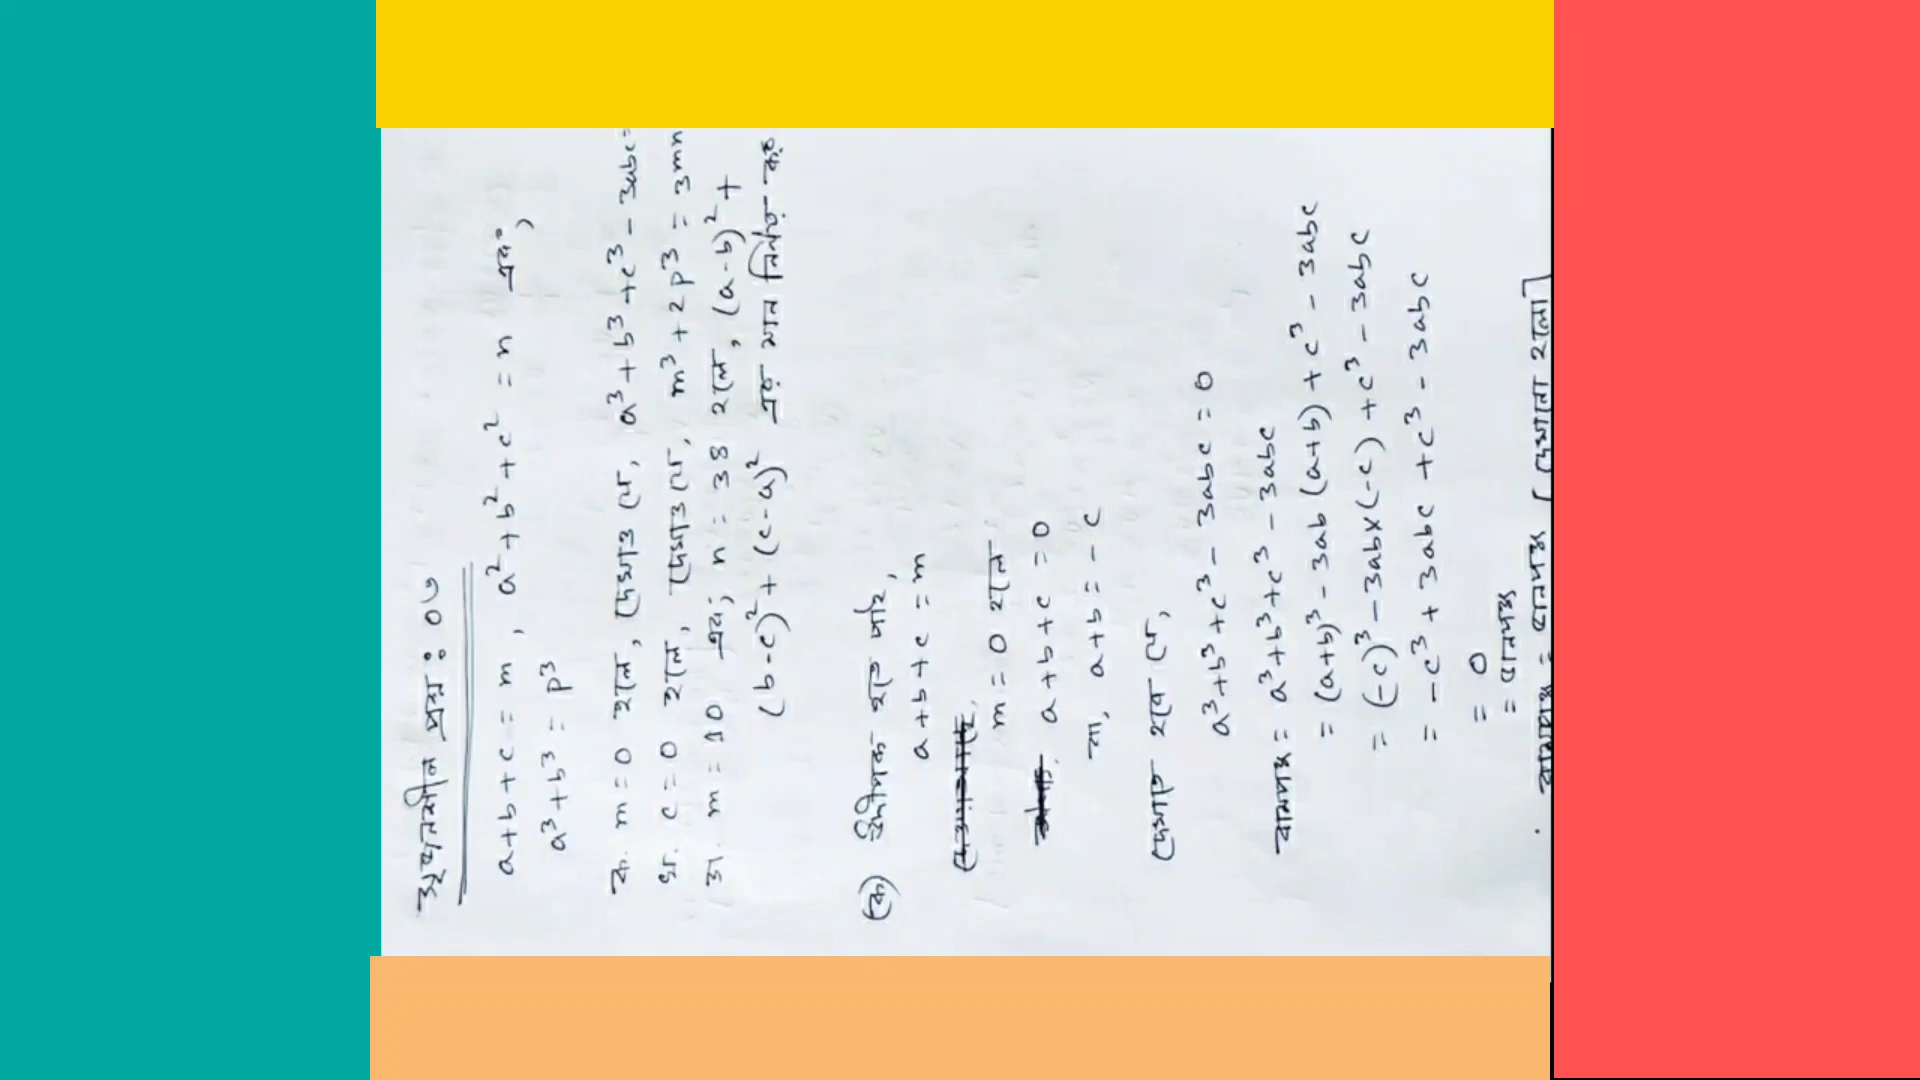 সৃজনশীল প্রশ্ন: ০৩
a+b+c = m, a²+b²+c² = n এবং
a³+b³ = p³
ক. m=0 হলে, দেখাও যে, a³+b³+c³-3abc=
খ. c=0 হলে, দেখাও যে, m³+2p³ = 3mn
গ. m=10 এবং n=38 হলে, (a-b)²+
(b-c)²+(c-a)² এর মান নির্ণয় কর
(ক) উদ্দীপক হতে পাই,
a+b+c = m
m=0 হলে
a+b+c=0
বা, a+b=-c
দেখাতে হবে যে,
a³+b³+c³-3abc=0
বামপক্ষ = a³+b³+c³-3abc
= (a+b)³-3ab(a+b)+c³-3abc
= (-c)³-3ab×(-c)+c³-3abc
= -c³+3abc+c³-3abc
= 0
= ডানপক্ষ
বামপক্ষ = ডানপক্ষ [দেখানো হলো]